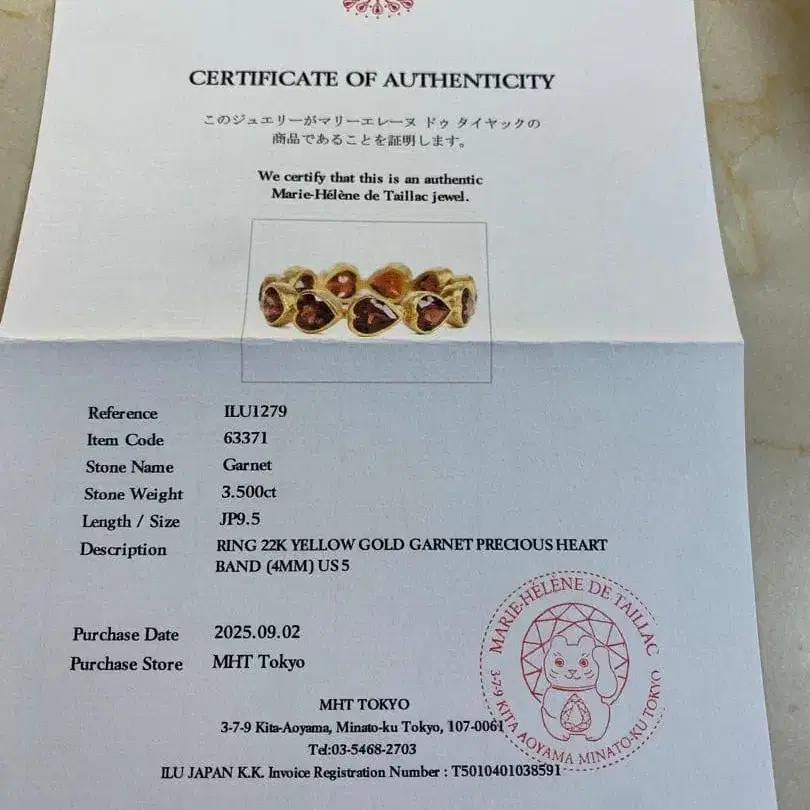 CERTIFICATE OF AUTHENTICITY
このジュエリーがマリーエレーヌ ドゥ タイヤックの
商品であることを証明します。
We certify that this is an authentic
Marie-Hélène de Taillac jewel.
Reference ILU1279
Item Code 63371
Stone Name Garnet
Stone Weight 3.500ct
Length / Size JP9.5
Description RING 22K YELLOW GOLD GARNET PRECIOUS HEART
BAND (4MM) US 5
Purchase Date 2025.09.02
Purchase Store MHT Tokyo
MHT TOKYO
3-7-9 Kita-Aoyama, Minato-ku Tokyo, 107-0061
Tel:03-5468-2703
ILU JAPAN K.K. Invoice Registration Number : T5010401038591
MARIE-HÉLÈNE DE TAILLAC
3-7-9 KITA AOYAMA MINATO-KU TOKYO